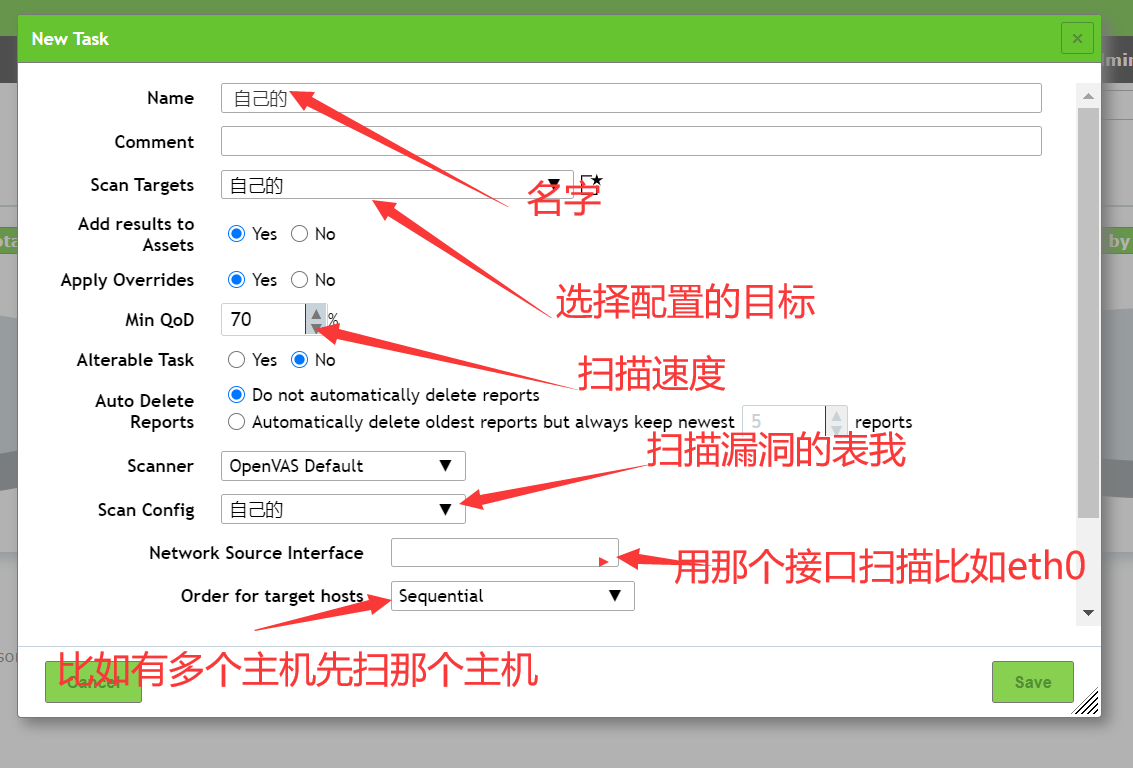 New Task
dmin
Name
自己的
Comment
Scan Targets
自己的
名字
Add results to Assets
Yes
No
by
Apply Overrides
Yes
No
选择配置的目标
Min QoD
70
%
Alterable Task
Yes
No
扫描速度
Auto Delete Reports
Do not automatically delete reports
Automatically delete oldest reports but always keep newest
5
reports
扫描漏洞的表我
Scanner
OpenVAS Default
Scan Config
自己的
Network Source Interface
用那个接口扫描比如eth0
Order for target hosts
Sequential
比如有多个主机先扫那个主机
Cancel
Save